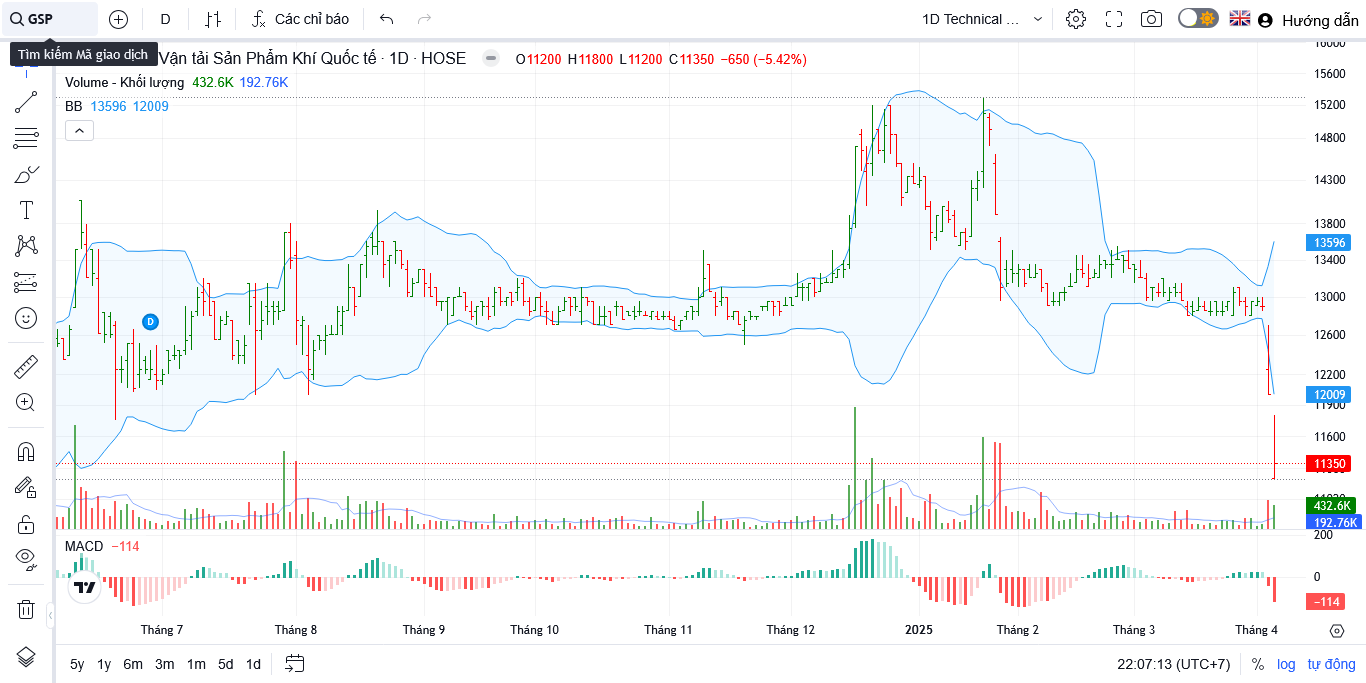 GSP
D
Các chỉ báo
1D Technical ...
Hướng dẫn
Tìm kiếm Mã giao dịch
Vận tải Sản Phẩm Khí Quốc tế · 1D · HOSE
O11200 H11800 L11200 C11350 −650 (−5.42%)
Volume - Khối lượng 432.6K 192.76K
BB 13596 12009
16000
15600
15200
14800
14300
13800
13596
13400
13000
12600
12200
12009
11900
11600
11350
432.6K
192.76K
D
MACD −114
200
0
−114
Tháng 7
Tháng 8
Tháng 9
Tháng 10
Tháng 11
Tháng 12
2025
Tháng 2
Tháng 3
Tháng 4
5y 1y 6m 3m 1m 5d 1d
22:07:13 (UTC+7)
% log tự động